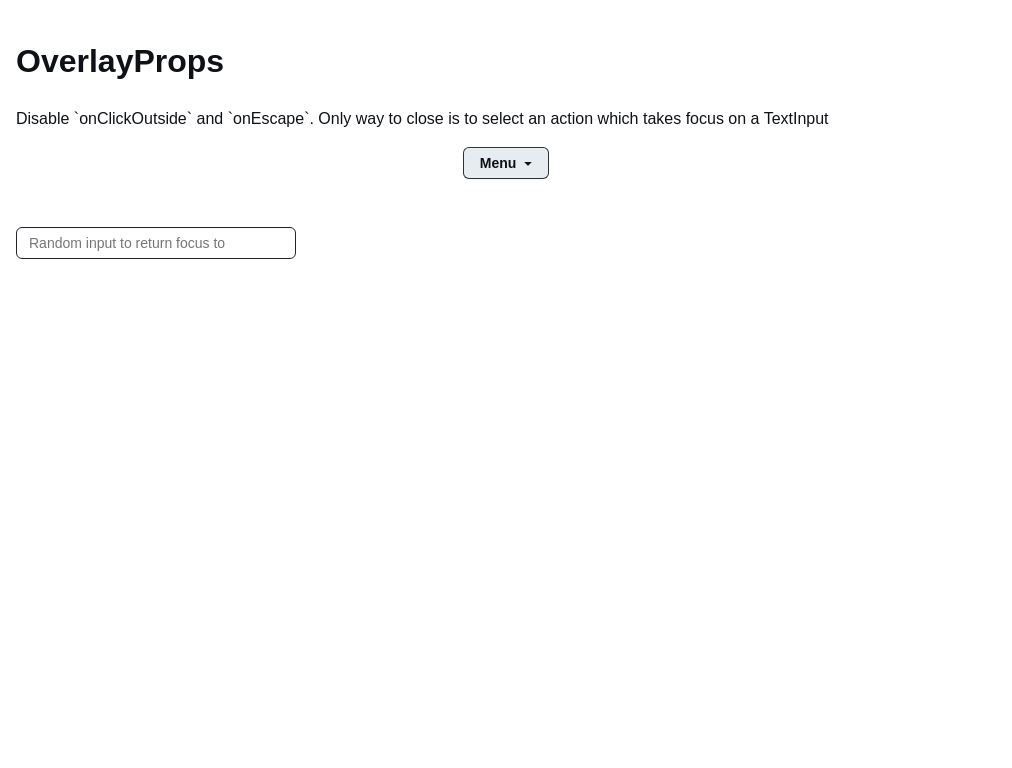 OverlayProps
Disable `onClickOutside` and `onEscape`. Only way to close is to select an action which takes focus on a TextInput
Menu
Random input to return focus to